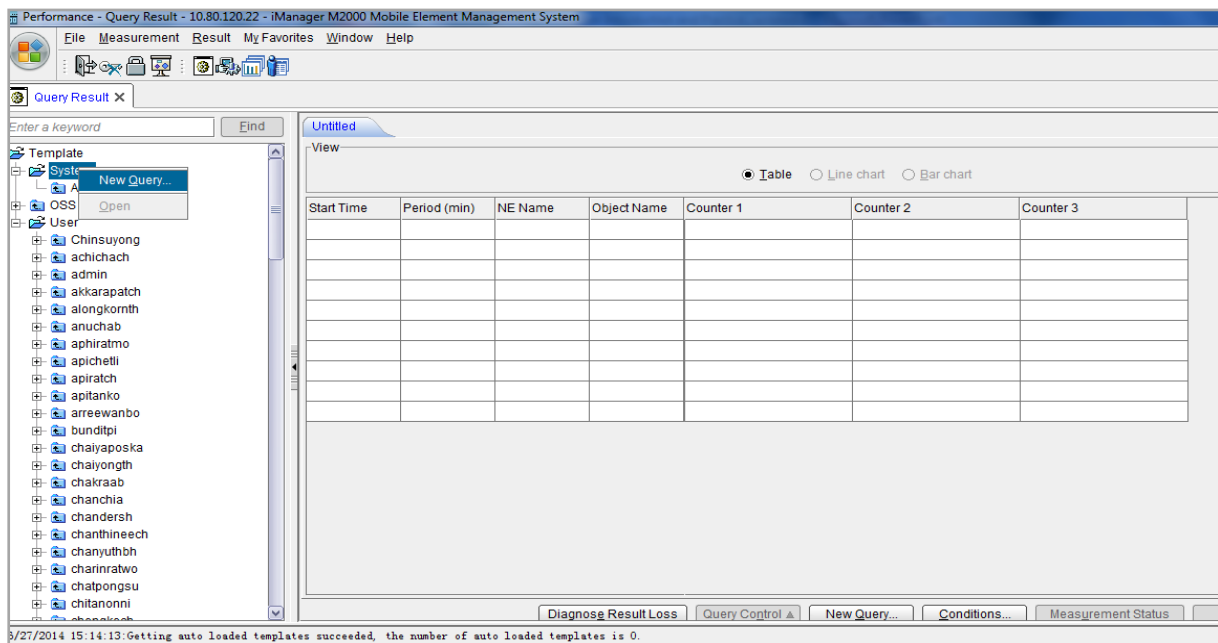 Performance - Query Result - 10.80.120.22 - iManager M2000 Mobile Element Management System
File Measurement Result My Favorites Window Help
Query Result
Enter a keyword Find
Untitled
Template
View
System
New Query...
Table Line chart Bar chart
A
OSS Open
Start Time Period (min) NE Name Object Name Counter 1 Counter 2 Counter 3
User
Chinsuyong
achichach
admin
akkarapatch
alongkornth
anuchab
aphiratmo
apichetli
apiratch
apitanko
arreewanbo
bunditpi
chaiyaposka
chaiyongth
chakraab
chanchia
chandersh
chanthineech
chanyuthbh
charinratwo
chatpongsu
chitanonni
Diagnose Result Loss Query Control New Query... Conditions... Measurement Status
/27/2014 15:14:13:Getting auto loaded templates succeeded, the number of auto loaded templates is 0.